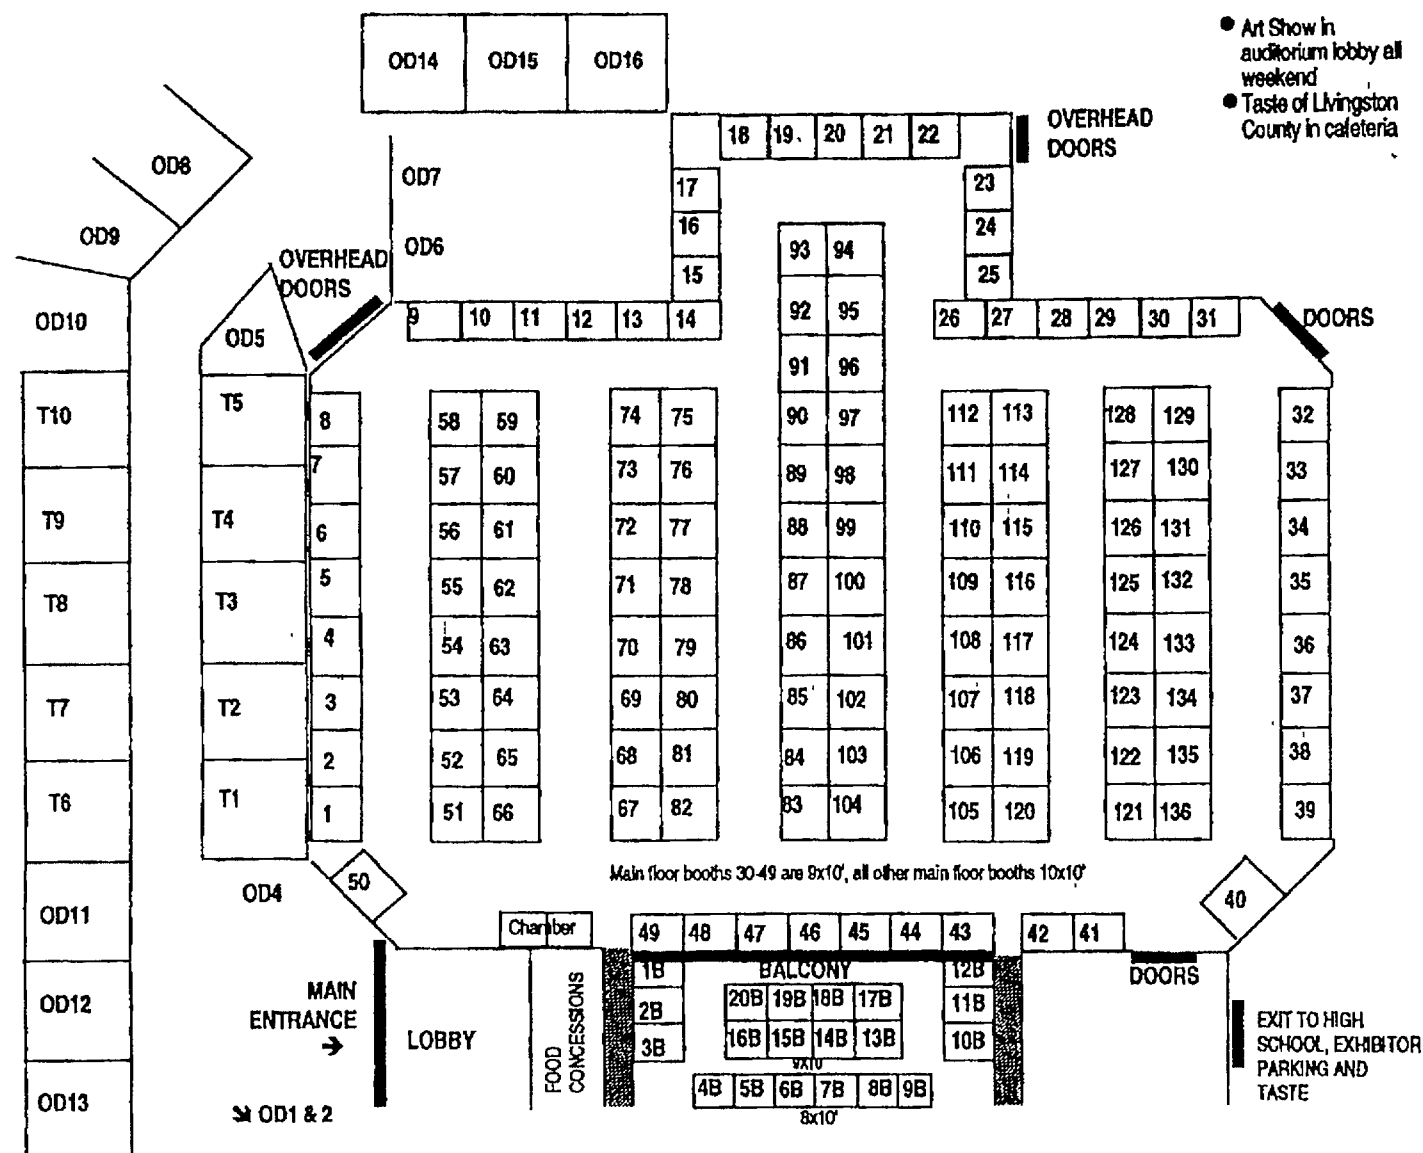 ● Art Show in
auditorium lobby all
weekend
● Taste of Livingston
County in cafeteria
OD14 OD15 OD16
OD8
OD9
OD7
OD6
OVERHEAD
DOORS
18 19 20 21 22
OVERHEAD
DOORS
17
16
15
23
24
25
93 94
OD10
OD5
9 10 11 12 13 14
92 95
26 27 28 29 30 31
DOORS
91 96
T10 T5 8 58 59 74 75 90 97 112 113 128 129 32
7 57 60 73 76 89 98 111 114 127 130 33
T9 T4 6 56 61 72 77 88 99 110 115 126 131 34
T8 T3 5 55 62 71 78 87 100 109 116 125 132 35
4 54 63 70 79 86 101 108 117 124 133 36
T7 T2 3 53 64 69 80 85 102 107 118 123 134 37
2 52 65 68 81 84 103 106 119 122 135 38
T6 T1 1 51 66 67 82 83 104 105 120 121 136 39
Main floor booths 30-49 are 9x10', all other main floor booths 10x10'
OD11
OD4
50
40
Chamber
49 48 47 46 45 44 43
42 41
BALCONY
DOORS
1B
2B
3B
20B 19B 18B 17B
16B 15B 14B 13B
9x10'
12B
11B
10B
4B 5B 6B 7B 8B 9B
8x10'
OD12
MAIN
ENTRANCE
→
LOBBY
FOOD
CONCESSIONS
EXIT TO HIGH
SCHOOL, EXHIBITOR
PARKING AND
TASTE
OD13
↘ OD1 & 2